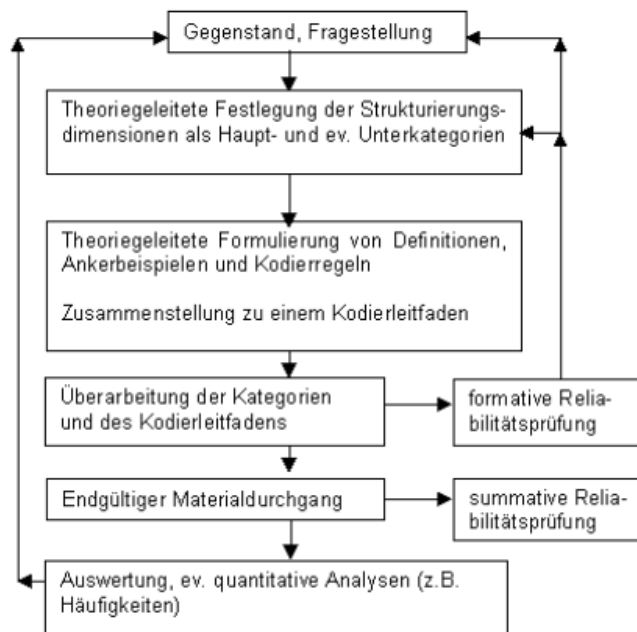 Gegenstand, Fragestellung
Theoriegeleitete Festlegung der Strukturierungs-
dimensionen als Haupt- und ev. Unterkategorien
Theoriegeleitete Formulierung von Definitionen,
Ankerbeispielen und Kodierregeln
Zusammenstellung zu einem Kodierleitfaden
Überarbeitung der Kategorien
und des Kodierleitfadens
formative Relia-
bilitätsprüfung
Endgültiger Materialdurchgang
summative Relia-
bilitätsprüfung
Auswertung, ev. quantitative Analysen (z.B.
Häufigkeiten)